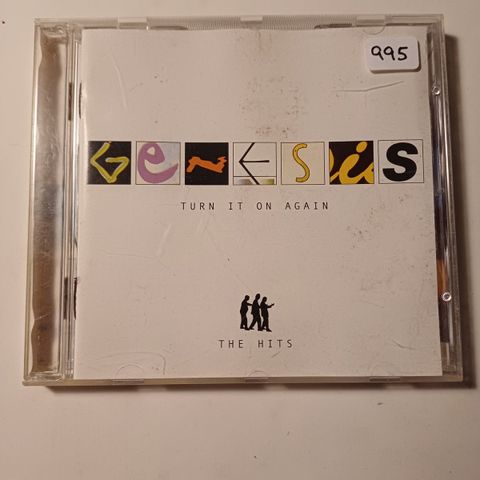 995
GENESiS
TURN IT ON AGAIN
THE HITS